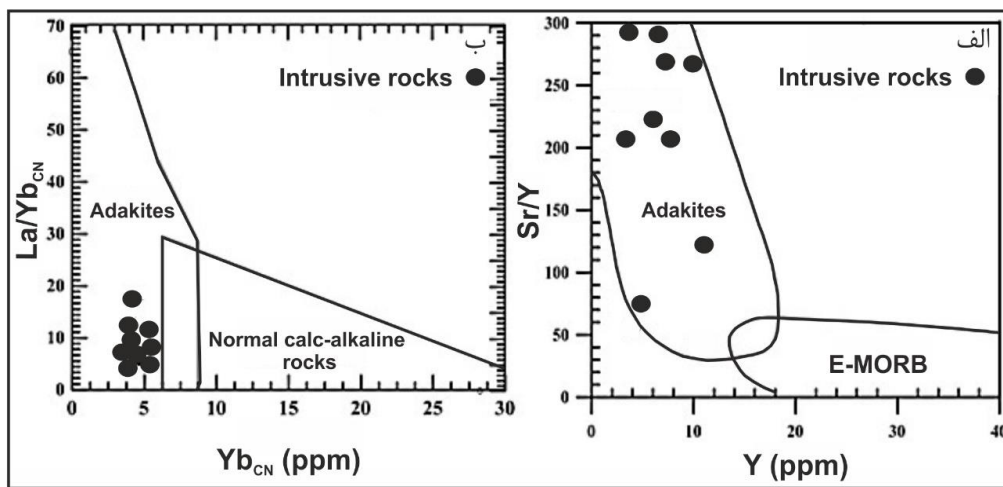 70
60
50
40
30
20
10
0
La/Yb_CN
ب
Intrusive rocks
Adakites
Normal calc-alkaline
rocks
0 5 10 15 20 25 30
Yb_CN (ppm)
300
250
200
150
100
50
0
Sr/Y
الف
Intrusive rocks
Adakites
E-MORB
0 20 40
Y (ppm)